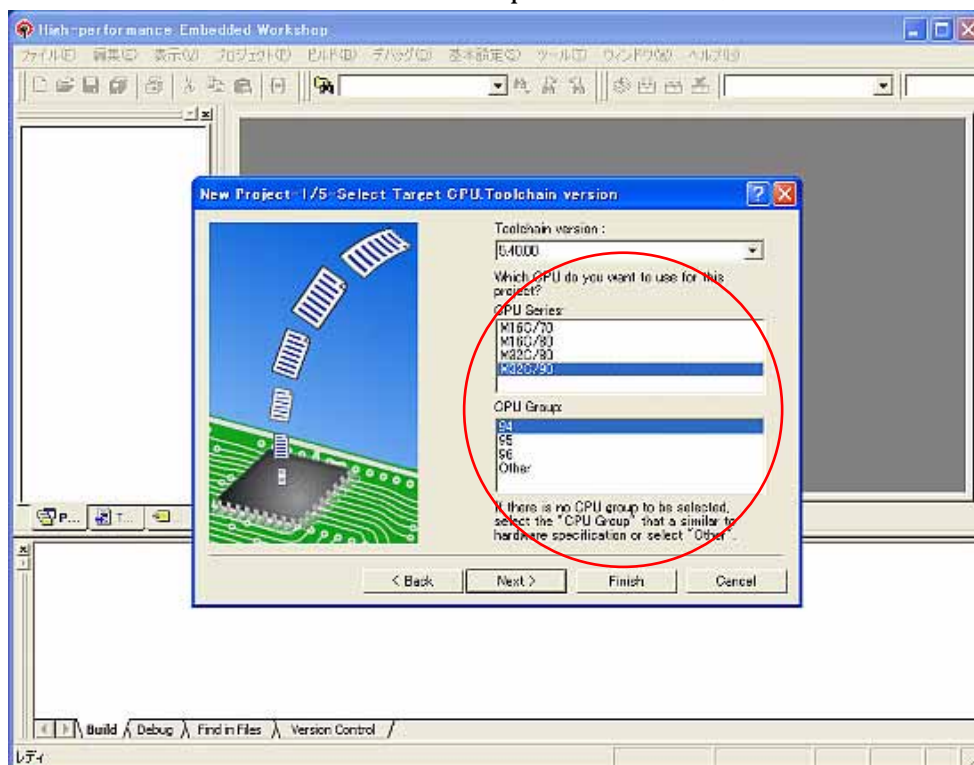 High-performance Embedded Workshop
ファイル(F) 編集(E) 表示(V) プロジェクト(P) ビルド(B) デバッグ(D) 基本設定(S) ツール(T) ウィンドウ(W) ヘルプ(H)
New Project-1/5-Select Target CPU,Toolchain version
Toolchain version :
5.40.00
Which CPU do you want to use for this
project?
CPU Series:
M16C/70
M16C/80
M32C/80
M32C/90
CPU Group:
94
95
96
Other
If there is no CPU group to be selected,
select the "CPU Group" that a similar to
hardware specification or select "Other".
< Back Next > Finish Cancel
P... T...
Build Debug Find in Files Version Control
レディ